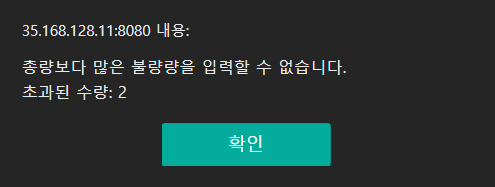 35.168.128.11:8080 내용:
총량보다 많은 불량량을 입력할 수 없습니다.
초과된 수량: 2
확인